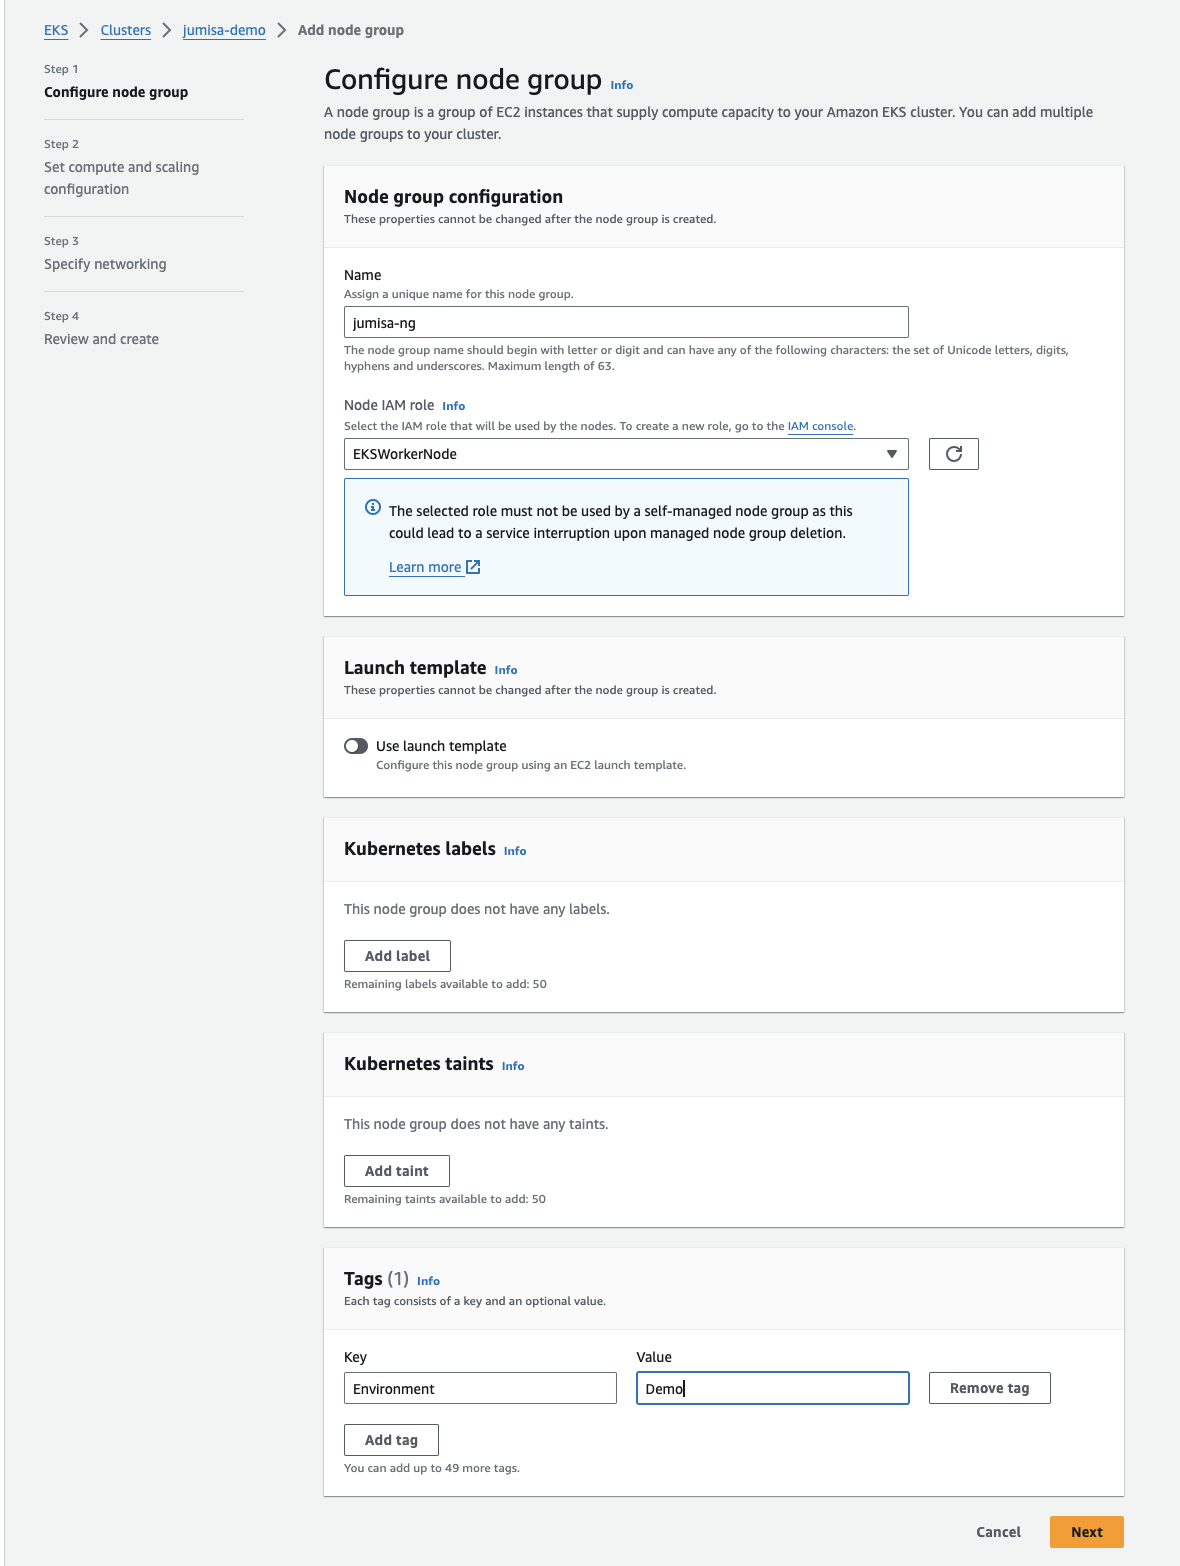 EKS > Clusters > jumisa-demo > Add node group
Step 1
Configure node group
Step 2
Set compute and scaling
configuration
Step 3
Specify networking
Step 4
Review and create
Configure node group Info
A node group is a group of EC2 instances that supply compute capacity to your Amazon EKS cluster. You can add multiple
node groups to your cluster.
Node group configuration
These properties cannot be changed after the node group is created.
Name
Assign a unique name for this node group.
jumisa-ng
The node group name should begin with letter or digit and can have any of the following characters: the set of Unicode letters, digits,
hyphens and underscores. Maximum length of 63.
Node IAM role Info
Select the IAM role that will be used by the nodes. To create a new role, go to the IAM console.
EKSWorkerNode
The selected role must not be used by a self-managed node group as this
could lead to a service interruption upon managed node group deletion.
Learn more
Launch template Info
These properties cannot be changed after the node group is created.
Use launch template
Configure this node group using an EC2 launch template.
Kubernetes labels Info
This node group does not have any labels.
Add label
Remaining labels available to add: 50
Kubernetes taints Info
This node group does not have any taints.
Add taint
Remaining taints available to add: 50
Tags (1) Info
Each tag consists of a key and an optional value.
Key Value
Environment Demo Remove tag
Add tag
You can add up to 49 more tags.
Cancel Next